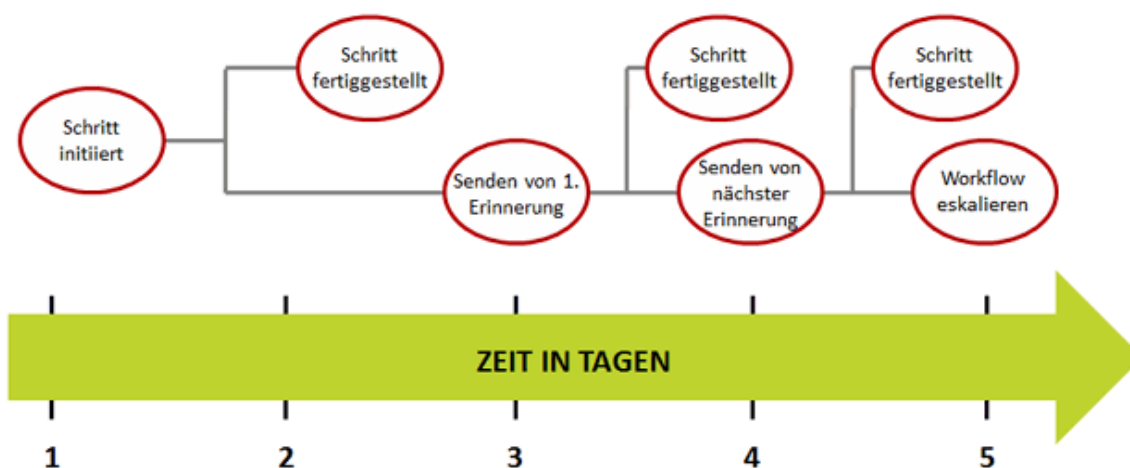 Schritt
initiiert
Schritt
fertiggestellt
Senden von 1.
Erinnerung
Schritt
fertiggestellt
Senden von
nächster
Erinnerung
Schritt
fertiggestellt
Workflow
eskalieren
ZEIT IN TAGEN
1 2 3 4 5